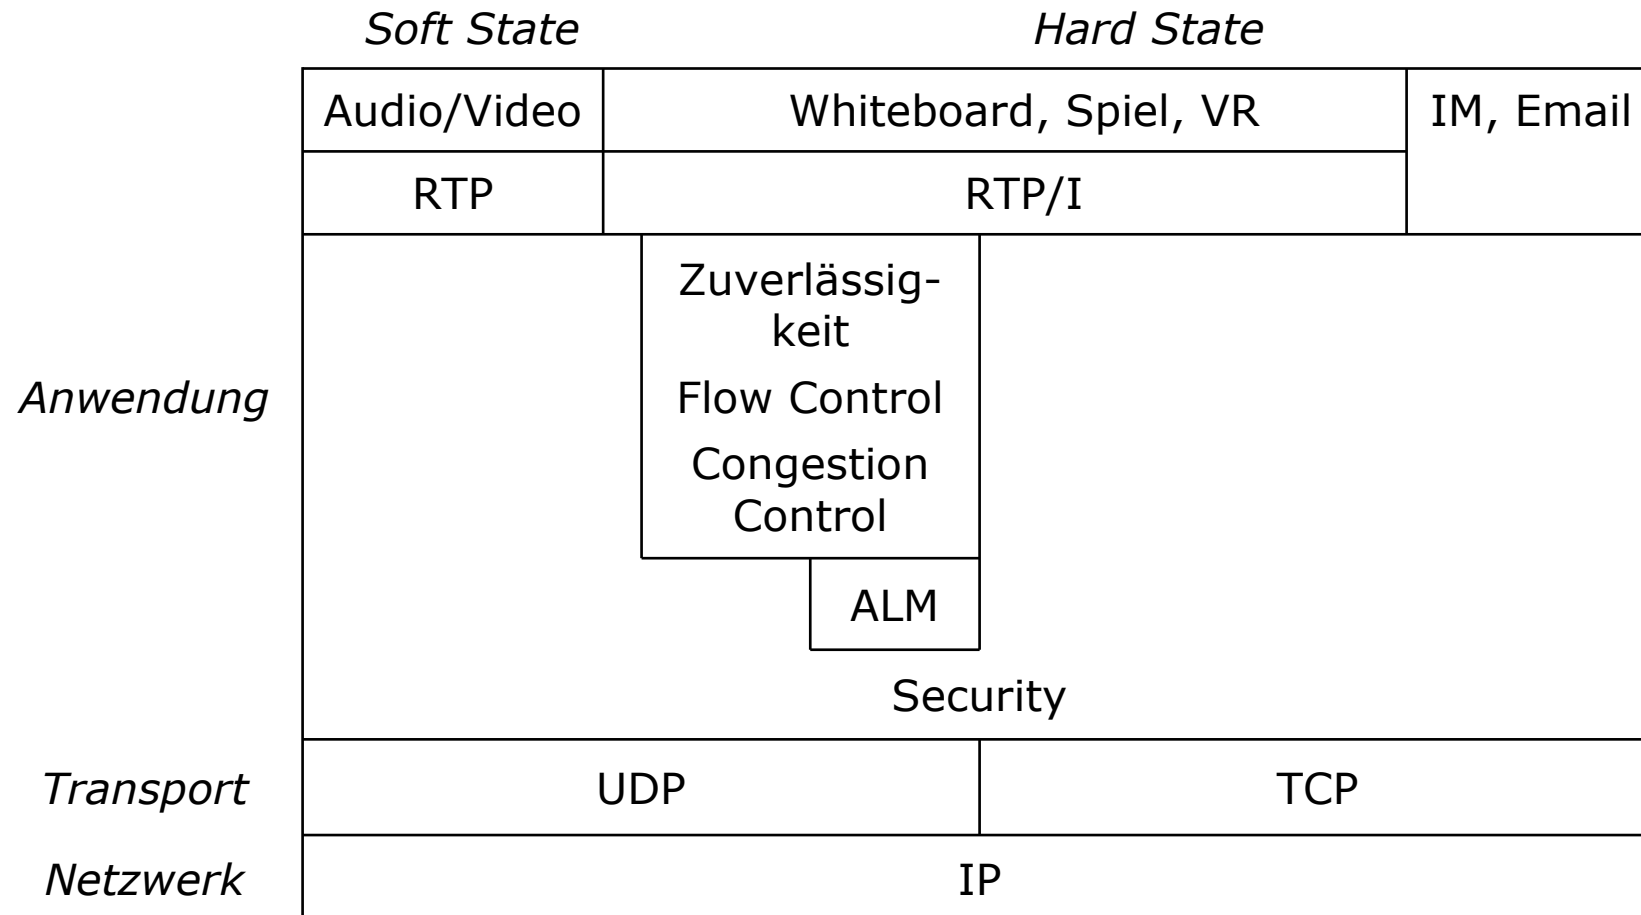 Soft State
Hard State
Audio/Video
Whiteboard, Spiel, VR
IM, Email
RTP
RTP/I
Zuverlässig-
keit
Flow Control
Congestion
Control
Anwendung
ALM
Security
Transport
UDP
TCP
Netzwerk
IP